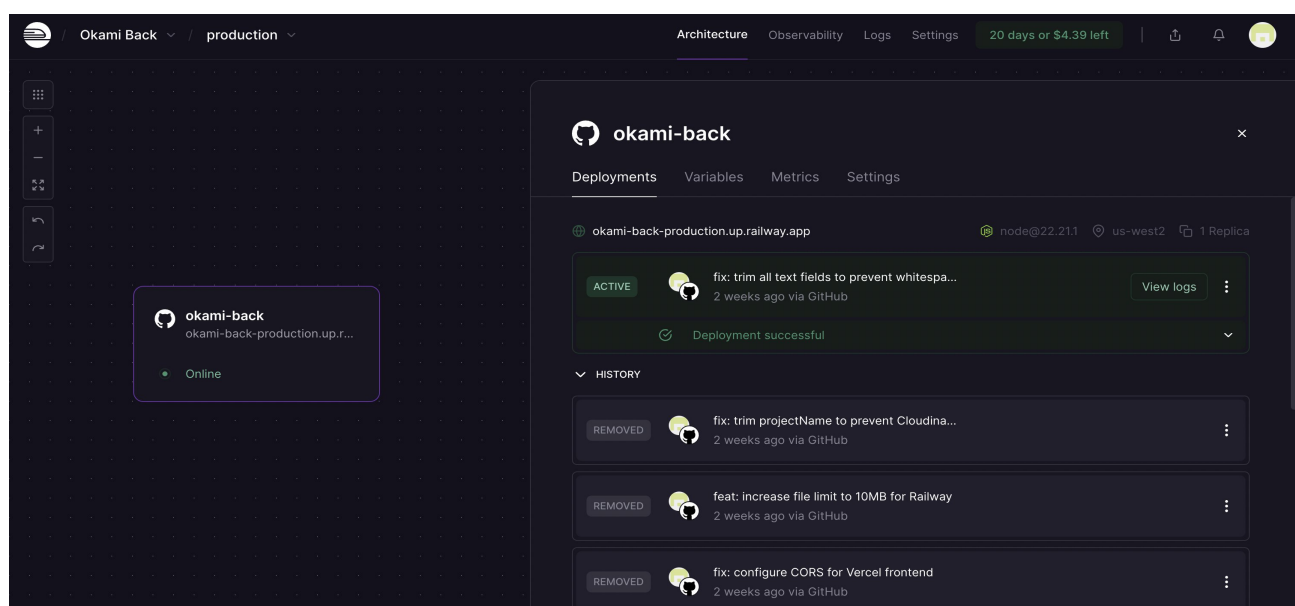 / Okami Back / production
Architecture Observability Logs Settings 20 days or $4.39 left
okami-back
okami-back-production.up.r...
Online
okami-back
Deployments Variables Metrics Settings
okami-back-production.up.railway.app node@22.21.1 us-west2 1 Replica
ACTIVE
fix: trim all text fields to prevent whitespa...
2 weeks ago via GitHub
View logs
Deployment successful
HISTORY
REMOVED
fix: trim projectName to prevent Cloudina...
2 weeks ago via GitHub
REMOVED
feat: increase file limit to 10MB for Railway
2 weeks ago via GitHub
REMOVED
fix: configure CORS for Vercel frontend
2 weeks ago via GitHub